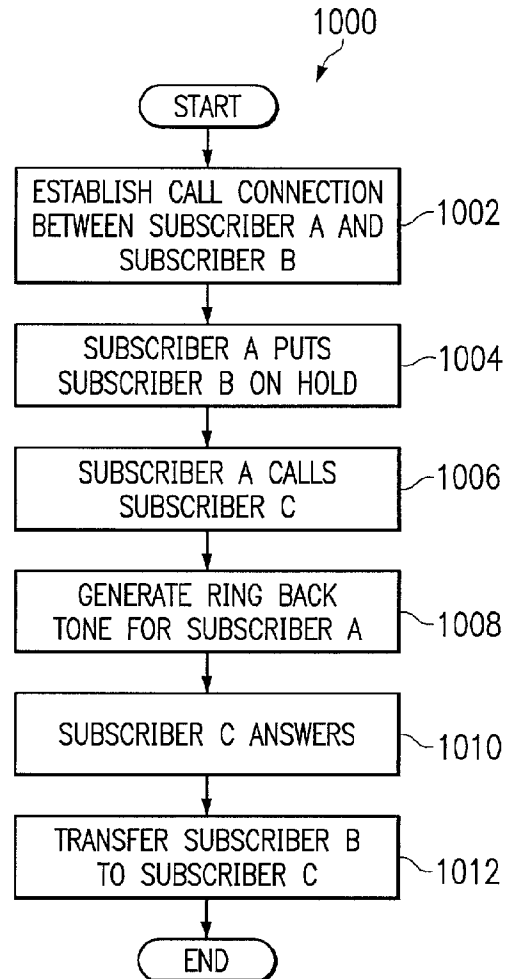 1000
START
ESTABLISH CALL CONNECTION
BETWEEN SUBSCRIBER A AND
SUBSCRIBER B
1002
SUBSCRIBER A PUTS
SUBSCRIBER B ON HOLD
1004
SUBSCRIBER A CALLS
SUBSCRIBER C
1006
GENERATE RING BACK
TONE FOR SUBSCRIBER A
1008
SUBSCRIBER C ANSWERS
1010
TRANSFER SUBSCRIBER B
TO SUBSCRIBER C
1012
END